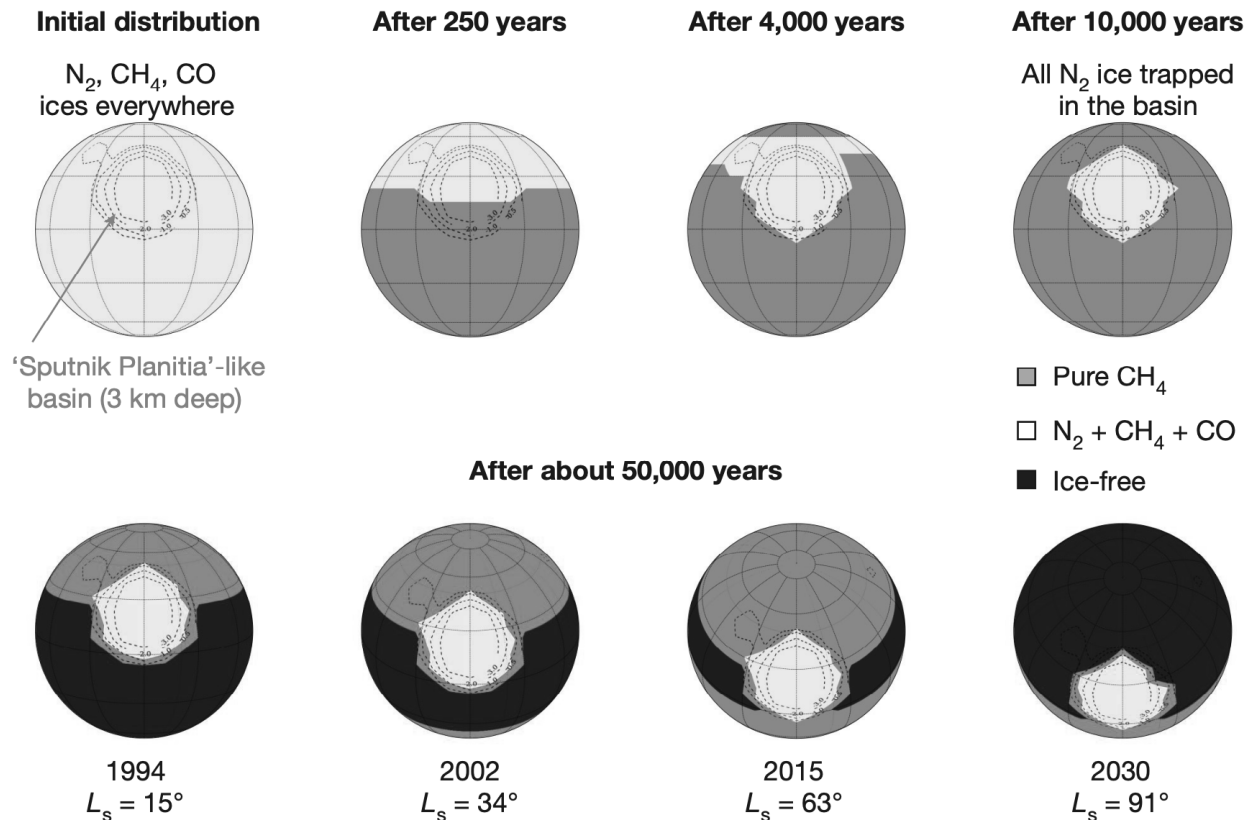 Initial distribution
After 250 years
After 4,000 years
After 10,000 years
N₂, CH₄, CO
ices everywhere
All N₂ ice trapped
in the basin
‘Sputnik Planitia’-like
basin (3 km deep)
Pure CH₄
N₂ + CH₄ + CO
Ice-free
After about 50,000 years
1994
Lₛ = 15°
2002
Lₛ = 34°
2015
Lₛ = 63°
2030
Lₛ = 91°